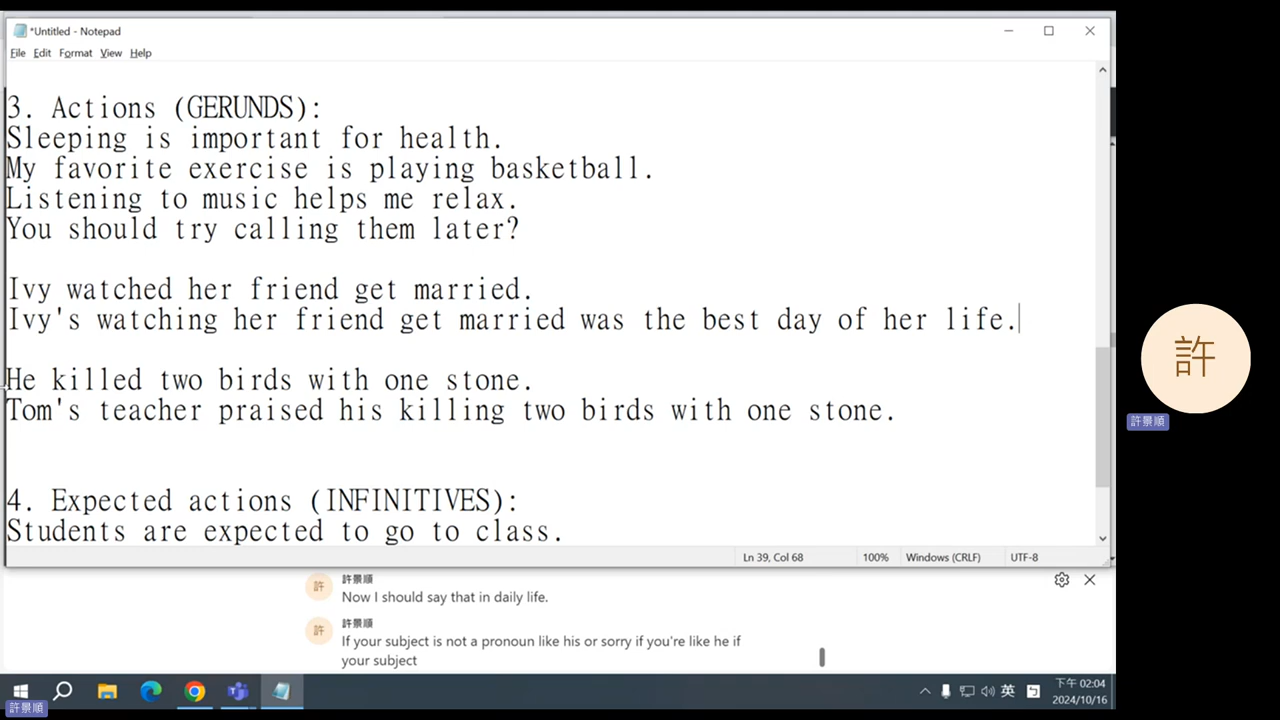 *Untitled - Notepad
File Edit Format View Help
3. Actions (GERUNDS):
Sleeping is important for health.
My favorite exercise is playing basketball.
Listening to music helps me relax.
You should try calling them later?
Ivy watched her friend get married.
Ivy's watching her friend get married was the best day of her life.
He killed two birds with one stone.
Tom's teacher praised his killing two birds with one stone.
4. Expected actions (INFINITIVES):
Students are expected to go to class.
Ln 39, Col 68 100% Windows (CRLF) UTF-8
許
許景順
許 許景順
Now I should say that in daily life.
許 許景順
If your subject is not a pronoun like his or sorry if you're like he if
your subject
英 下午 02:04
2024/10/16
許景順